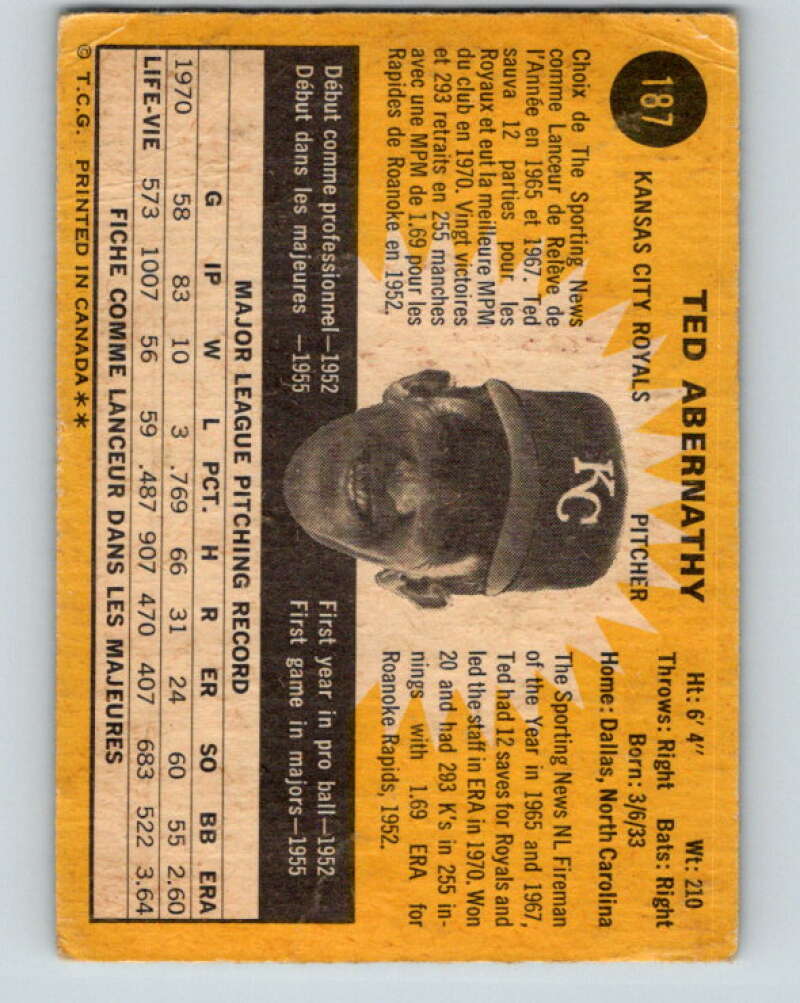 187
TED ABERNATHY
KANSAS CITY ROYALS PITCHER
Ht: 6' 4" Wt: 210
Throws: Right Bats: Right
Born: 3/6/33
Home: Dallas, North Carolina
Choix de The Sporting News
comme Lanceur de Relève de
l'Année en 1965 et 1967. Ted
sauva 12 parties pour les
Royaux et eut la meilleure MPM
du club en 1970. Vingt victoires
et 293 retraits en 255 manches
avec une MPM de 1.69 pour les
Rapides de Roanoke en 1952.
KC
The Sporting News NL Fireman
of the Year in 1965 and 1967,
Ted had 12 saves for Royals and
led the staff in ERA in 1970. Won
20 and had 293 K's in 255 in-
nings with 1.69 ERA for
Roanoke Rapids, 1952.
Début comme professionnel—1952
Début dans les majeures —1955
First year in pro ball—1952
First game in majors—1955
MAJOR LEAGUE PITCHING RECORD
G IP W L PCT. H R ER SO BB ERA
1970 58 83 10 3 .769 66 31 24 60 55 2.60
LIFE-VIE 573 1007 56 59 .487 907 470 407 683 522 3.64
FICHE COMME LANCEUR DANS LES MAJEURES
© T.C.G. PRINTED IN CANADA**